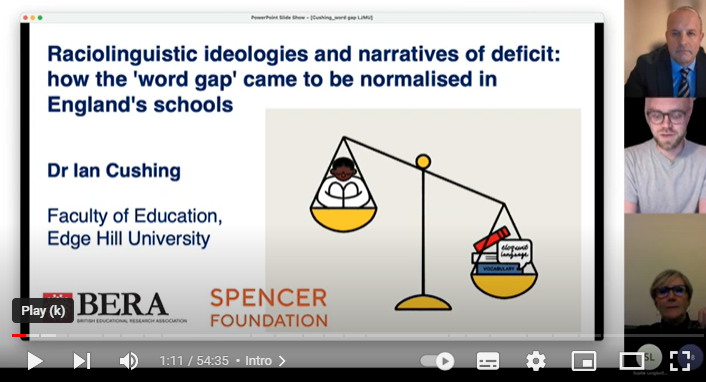 PowerPoint Slide Show - [Cushing_word gap LJMU]
Raciolinguistic ideologies and narratives of deficit:
how the 'word gap' came to be normalised in
England's schools
Dr Ian Cushing
Faculty of Education,
Edge Hill University
eloquent
language
VOCABULARY
BERA
BRITISH EDUCATIONAL RESEARCH ASSOCIATION
SPENCER
FOUNDATION
Play (k)
1:11 / 54:35 • Intro >
SL